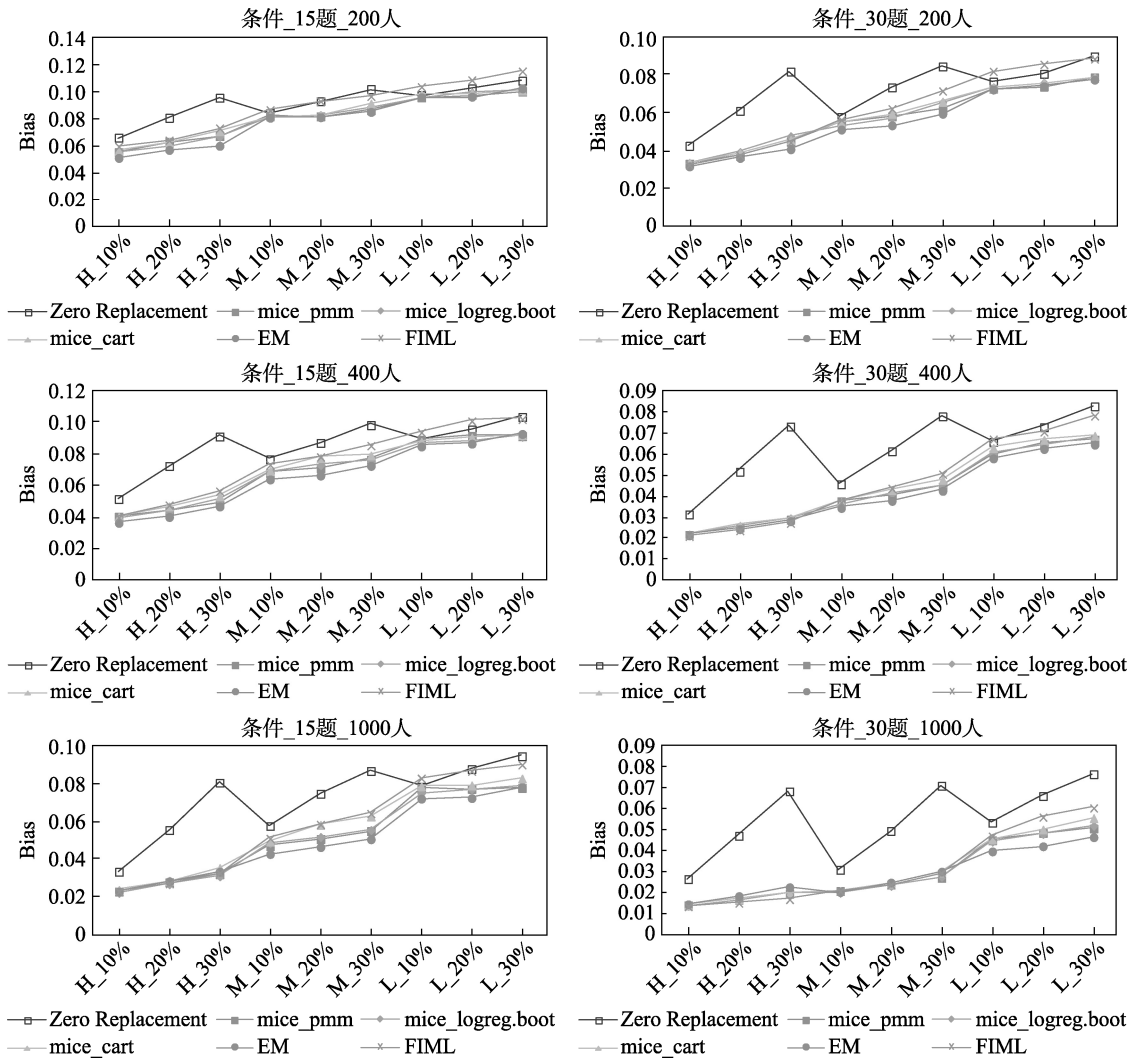 条件_15题_200人
Bias
0.14
0.12
0.10
0.08
0.06
0.04
0.02
0
H_10%
H_20%
H_30%
M_10%
M_20%
M_30%
L_10%
L_20%
L_30%
Zero Replacement
mice_pmm
mice_logreg.boot
mice_cart
EM
FIML
条件_30题_200人
Bias
0.10
0.08
0.06
0.04
0.02
0
H_10%
H_20%
H_30%
M_10%
M_20%
M_30%
L_10%
L_20%
L_30%
Zero Replacement
mice_pmm
mice_logreg.boot
mice_cart
EM
FIML
条件_15题_400人
Bias
0.12
0.10
0.08
0.06
0.04
0.02
0
H_10%
H_20%
H_30%
M_10%
M_20%
M_30%
L_10%
L_20%
L_30%
Zero Replacement
mice_pmm
mice_logreg.boot
mice_cart
EM
FIML
条件_30题_400人
Bias
0.09
0.08
0.07
0.06
0.05
0.04
0.03
0.02
0.01
0
H_10%
H_20%
H_30%
M_10%
M_20%
M_30%
L_10%
L_20%
L_30%
Zero Replacement
mice_pmm
mice_logreg.boot
mice_cart
EM
FIML
条件_15题_1000人
Bias
0.10
0.08
0.06
0.04
0.02
0
H_10%
H_20%
H_30%
M_10%
M_20%
M_30%
L_10%
L_20%
L_30%
Zero Replacement
mice_pmm
mice_logreg.boot
mice_cart
EM
FIML
条件_30题_1000人
Bias
0.09
0.08
0.07
0.06
0.05
0.04
0.03
0.02
0.01
0
H_10%
H_20%
H_30%
M_10%
M_20%
M_30%
L_10%
L_20%
L_30%
Zero Replacement
mice_pmm
mice_logreg.boot
mice_cart
EM
FIML